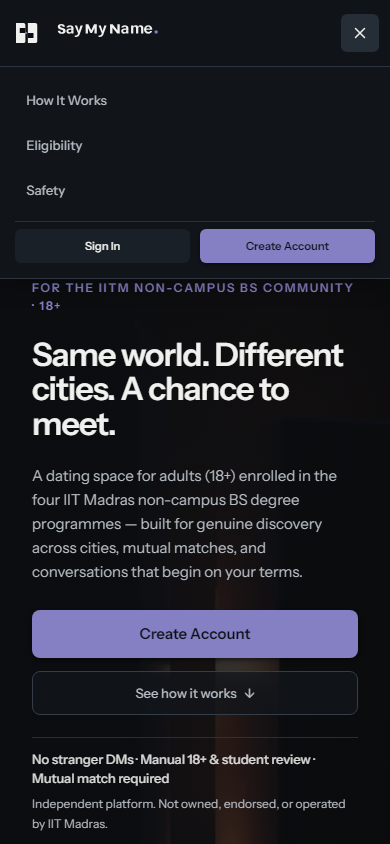 Say My Name.
How It Works
Eligibility
Safety
Sign In
Create Account
FOR THE IITM NON-CAMPUS BS COMMUNITY
· 18+
Same world. Different
cities. A chance to
meet.
A dating space for adults (18+) enrolled in the
four IIT Madras non-campus BS degree
programmes — built for genuine discovery
across cities, mutual matches, and
conversations that begin on your terms.
Create Account
See how it works ↓
No stranger DMs · Manual 18+ & student review ·
Mutual match required
Independent platform. Not owned, endorsed, or operated
by IIT Madras.